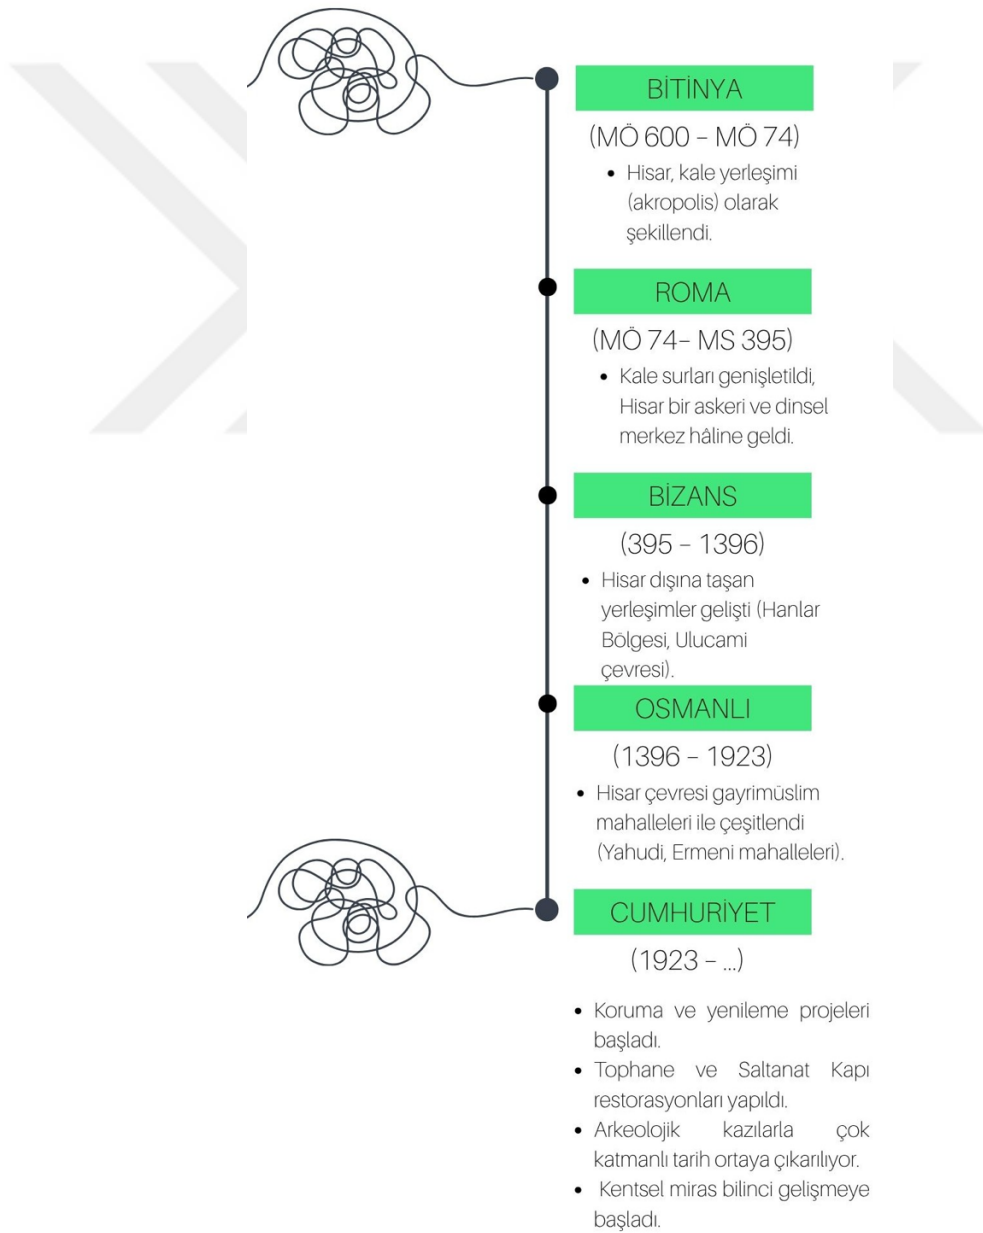 BİTİNYA
(MÖ 600 – MÖ 74)
• Hisar, kale yerleşimi
(akropolis) olarak
şekillendi.
ROMA
(MÖ 74– MS 395)
• Kale surları genişletildi,
Hisar bir askeri ve dinsel
merkez hâline geldi.
BİZANS
(395 – 1396)
• Hisar dışına taşan
yerleşimler gelişti (Hanlar
Bölgesi, Ulucami
çevresi).
OSMANLI
(1396 – 1923)
• Hisar çevresi gayrimüslim
mahalleleri ile çeşitlendi
(Yahudi, Ermeni mahalleleri).
CUMHURİYET
(1923 – ...)
• Koruma ve yenileme projeleri
başladı.
• Tophane ve Saltanat Kapı
restorasyonları yapıldı.
• Arkeolojik kazılarla çok
katmanlı tarih ortaya çıkarılıyor.
• Kentsel miras bilinci gelişmeye
başladı.